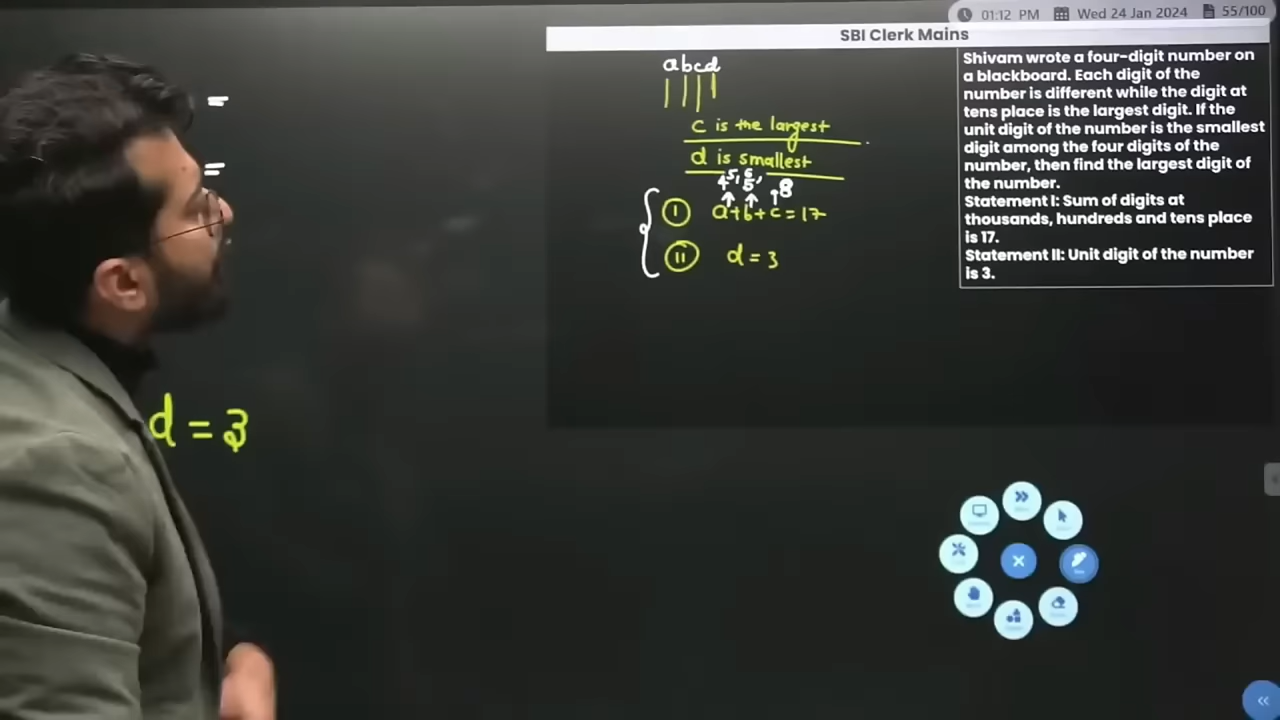 01:12 PM Wed 24 Jan 2024 55/100
SBI Clerk Mains
abcd
c is the largest
d is smallest
I a+b+c=17
II d=3
Shivam wrote a four-digit number on
a blackboard. Each digit of the
number is different while the digit at
tens place is the largest digit. If the
unit digit of the number is the smallest
digit among the four digits of the
number, then find the largest digit of
the number.
Statement I: Sum of digits at
thousands, hundreds and tens place
is 17.
Statement II: Unit digit of the number
is 3.
=
=
d = 3